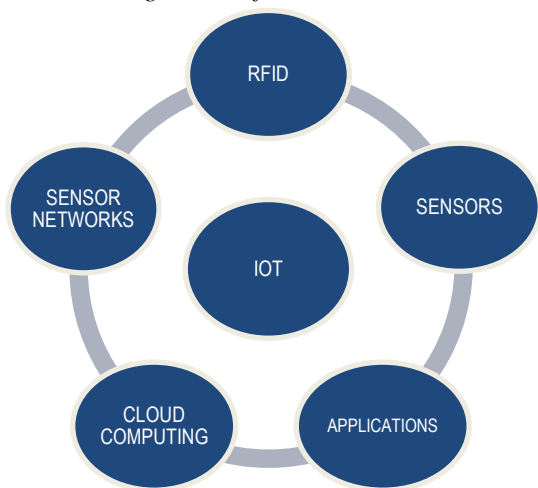 RFID
SENSOR
NETWORKS
SENSORS
IOT
CLOUD
COMPUTING
APPLICATIONS